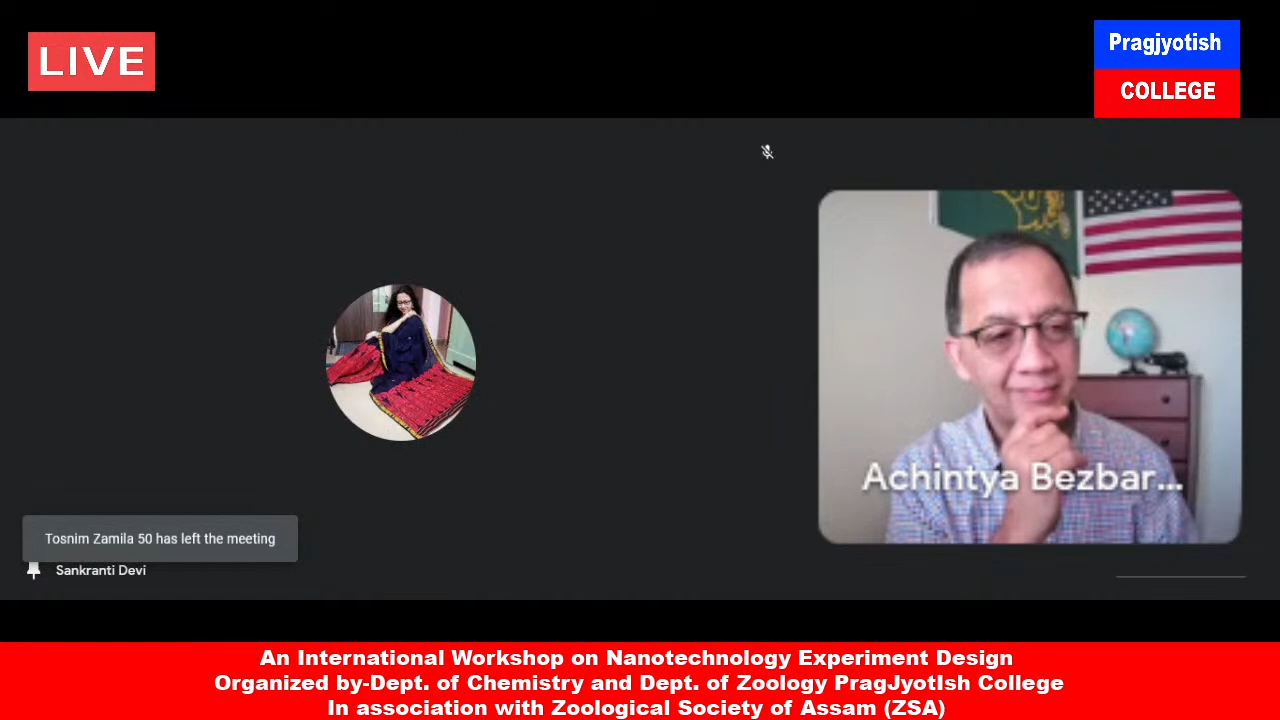 LIVE
Pragjyotish
COLLEGE
Achintya Bezbar...
Tosnim Zamila 50 has left the meeting
Sankranti Devi
An International Workshop on Nanotechnology Experiment Design
Organized by-Dept. of Chemistry and Dept. of Zoology PragJyotIsh College
In association with Zoological Society of Assam (ZSA)